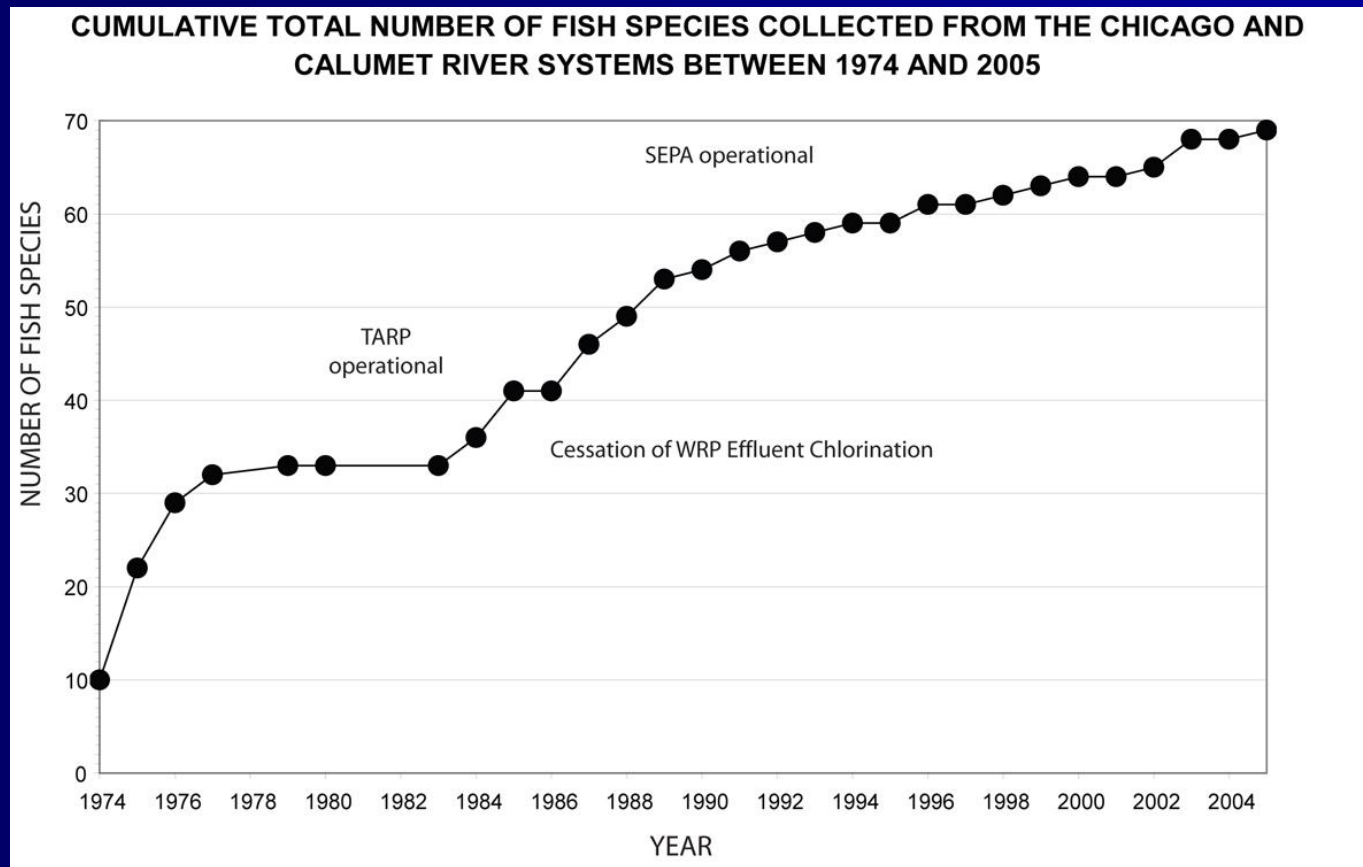 CUMULATIVE TOTAL NUMBER OF FISH SPECIES COLLECTED FROM THE CHICAGO AND
CALUMET RIVER SYSTEMS BETWEEN 1974 AND 2005
NUMBER OF FISH SPECIES
70
60
50
40
30
20
10
0
SEPA operational
TARP
operational
Cessation of WRP Effluent Chlorination
1974 1976 1978 1980 1982 1984 1986 1988 1990 1992 1994 1996 1998 2000 2002 2004
YEAR